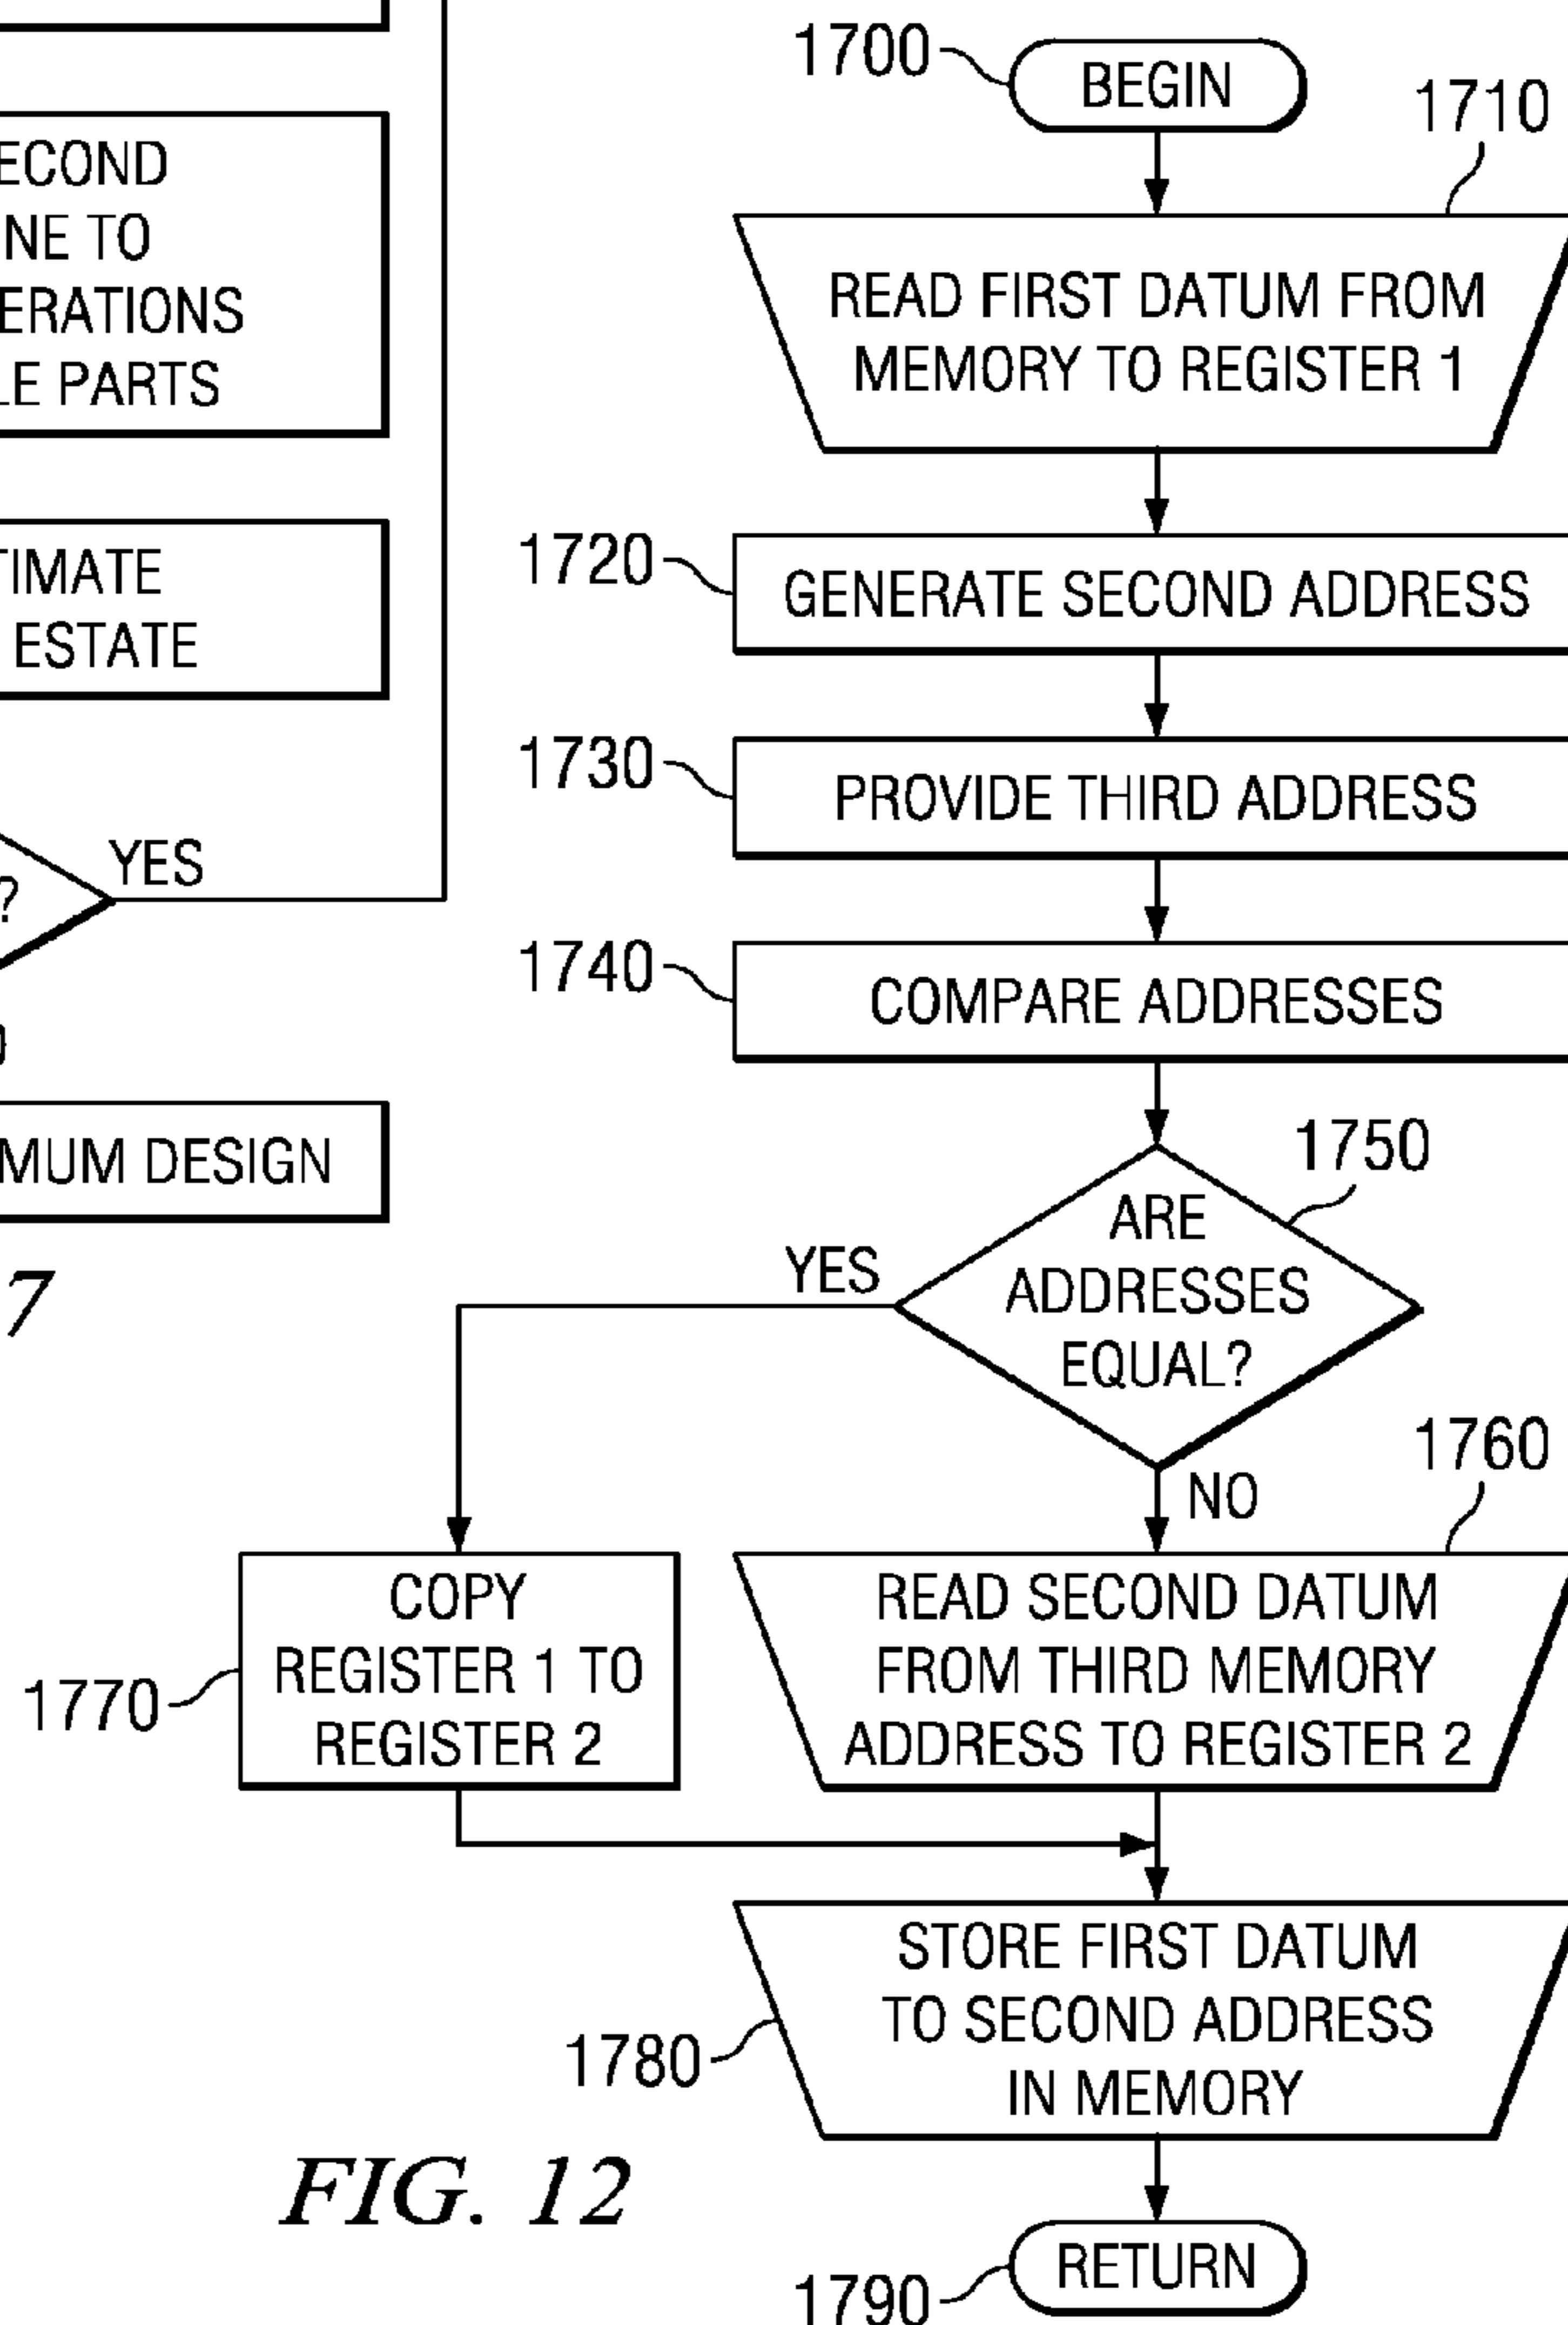 ECOND
NE TO
ERATIONS
LE PARTS
TIMATE
ESTATE
YES
?
MUM DESIGN
7
1700
BEGIN
1710
READ FIRST DATUM FROM
MEMORY TO REGISTER 1
1720
GENERATE SECOND ADDRESS
1730
PROVIDE THIRD ADDRESS
1740
COMPARE ADDRESSES
1750
ARE
ADDRESSES
EQUAL?
YES
NO
1760
COPY
REGISTER 1 TO
REGISTER 2
1770
READ SECOND DATUM
FROM THIRD MEMORY
ADDRESS TO REGISTER 2
STORE FIRST DATUM
TO SECOND ADDRESS
IN MEMORY
1780
FIG. 12
RETURN
1790